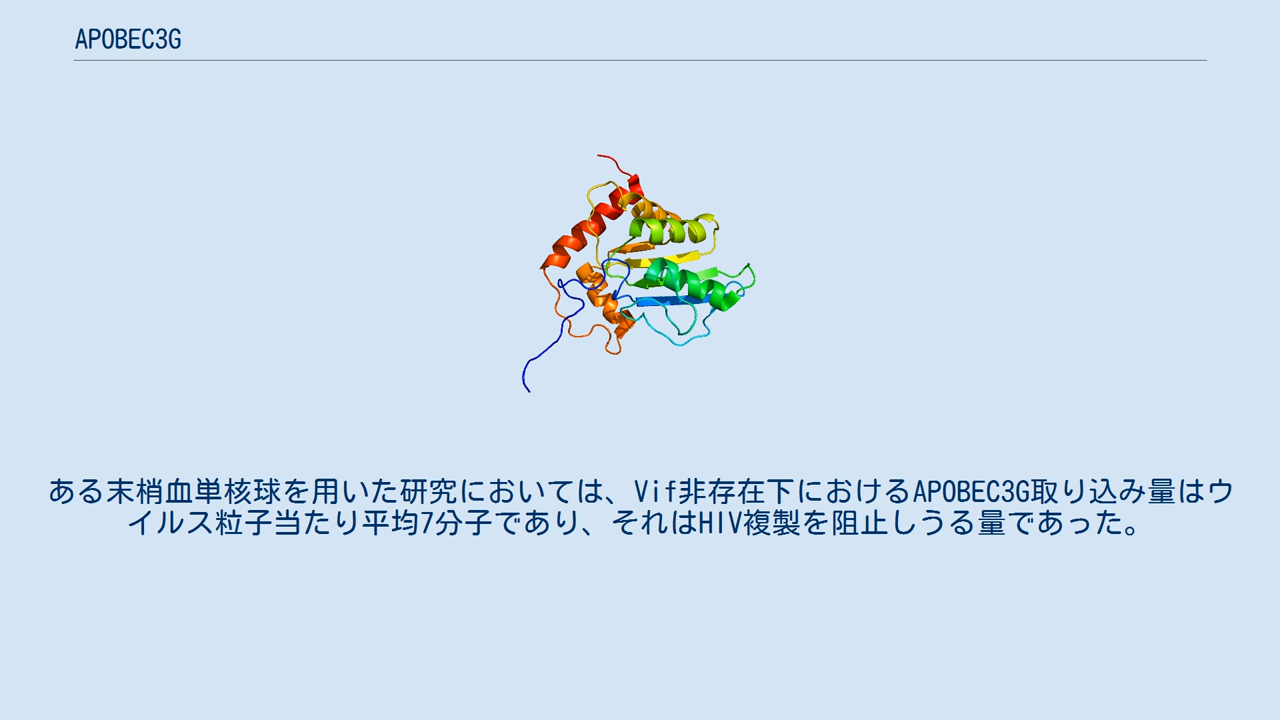 APOBEC3G
ある末梢血単核球を用いた研究においては、Vif非存在下におけるAPOBEC3G取り込み量はウ
イルス粒子当たり平均7分子であり、それはHIV複製を阻止しうる量であった。